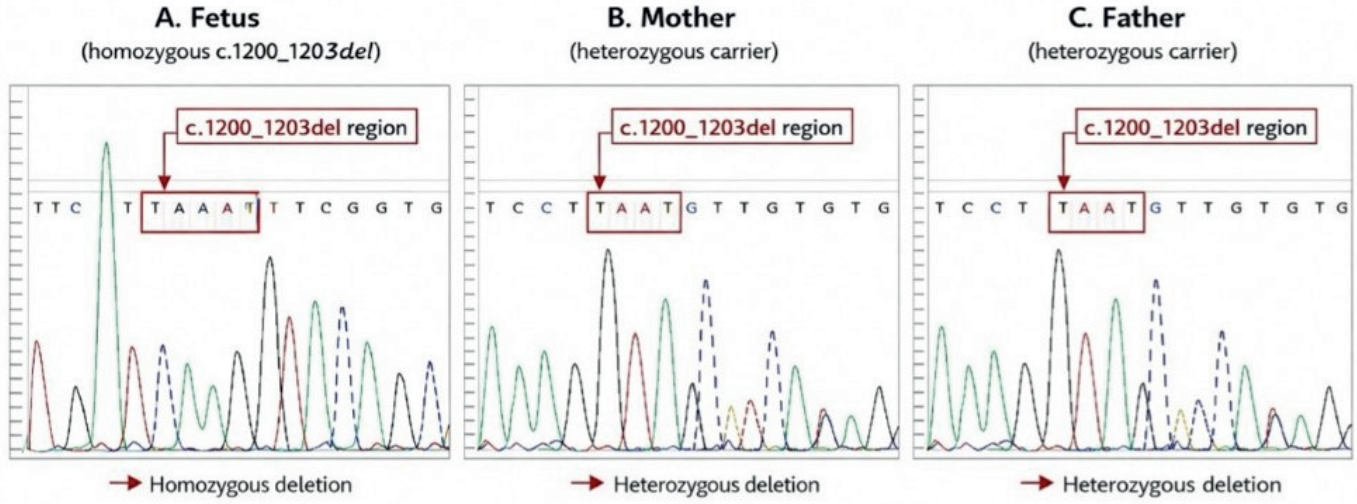 A. Fetus
(homozygous c.1200_1203del)
c.1200_1203del region
T T C T T A A A T T T C G G T G
Homozygous deletion
B. Mother
(heterozygous carrier)
c.1200_1203del region
T C C T T A A T G T T G T G T G
Heterozygous deletion
C. Father
(heterozygous carrier)
c.1200_1203del region
T C C T T A A T G T T G T G T G
Heterozygous deletion